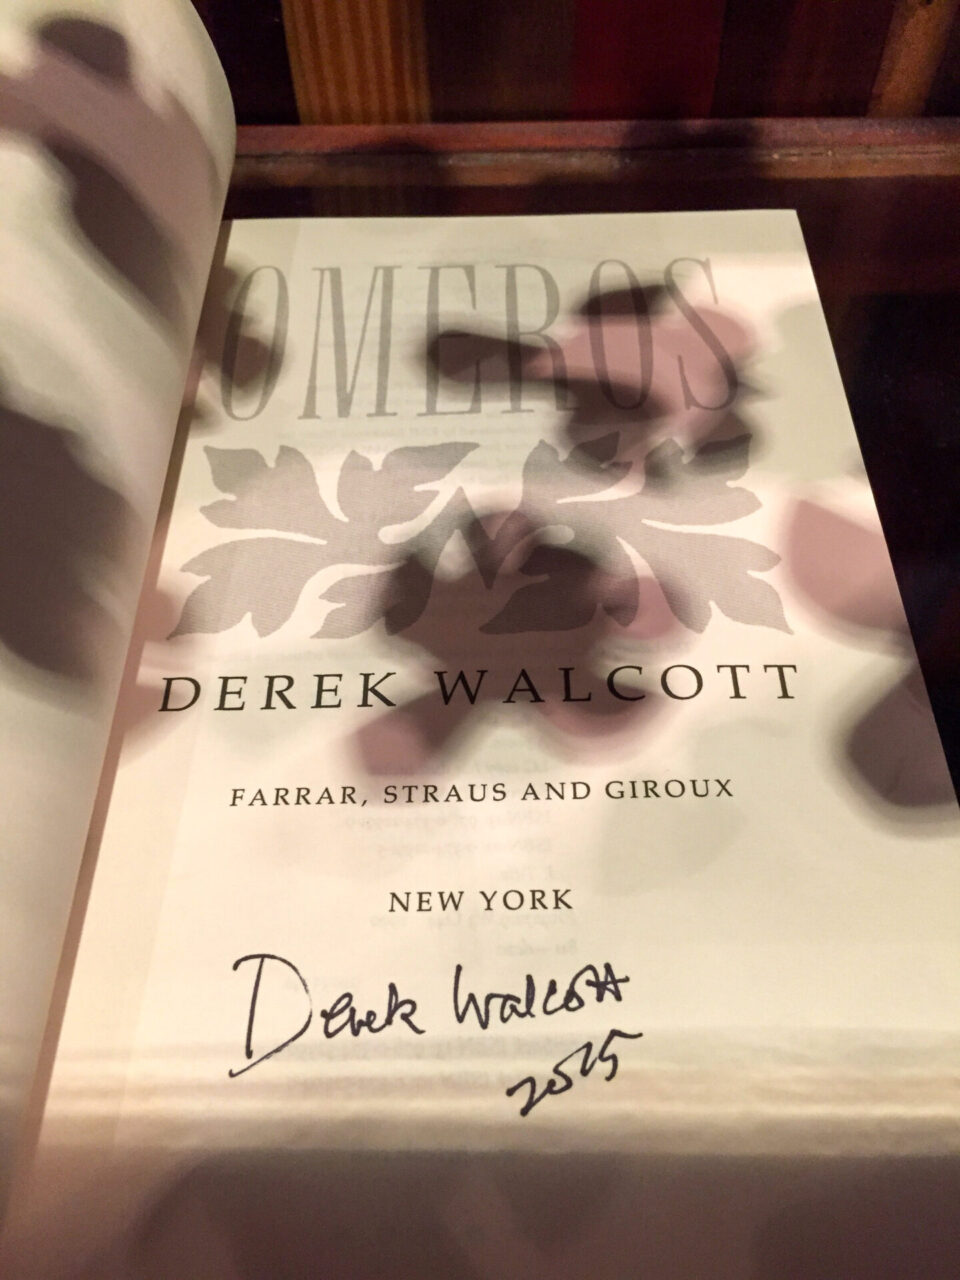 OMEROS
DEREK WALCOTT
FARRAR, STRAUS AND GIROUX
NEW YORK
Derek Walcott
2015